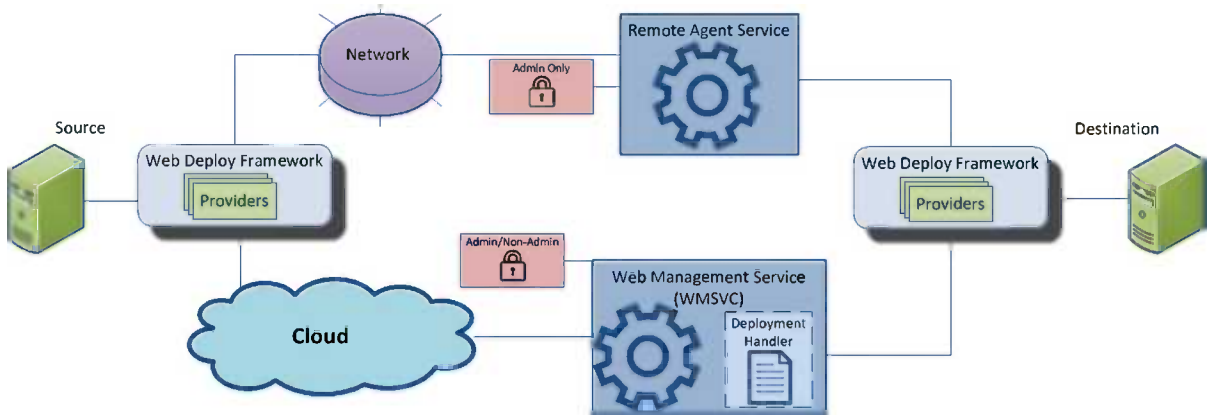 Network
Remote Agent Service
Admin Only
Source
Destination
Web Deploy Framework
Providers
Web Deploy Framework
Providers
Admin/Non-Admin
Web Management Service
(WMSVC)
Cloud
Deployment
Handler